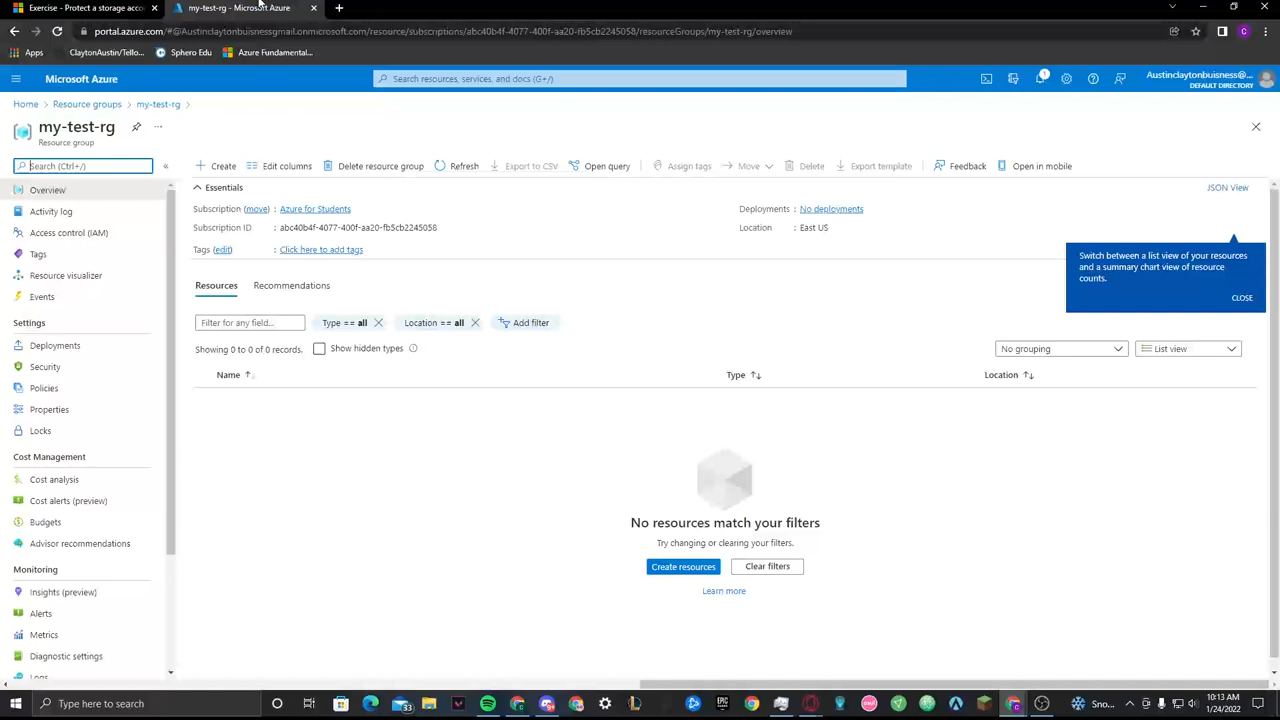 Exercise - Protect a storage acco
my-test-rg - Microsoft Azure
portal.azure.com/#@Austinclaytonbuisnessgmail.onmicrosoft.com/resource/subscriptions/abc40b4f-4077-400f-aa20-fb5cb2245058/resourceGroups/my-test-rg/overview
Apps
ClaytonAustin/Tello...
Sphero Edu
Azure Fundamental...
Microsoft Azure
Search resources, services, and docs (G+/)
1
Austinclaytonbuisness@...
DEFAULT DIRECTORY
Home > Resource groups > my-test-rg >
my-test-rg
Resource group
Search (Ctrl+/)
Create
Edit columns
Delete resource group
Refresh
Export to CSV
Open query
Assign tags
Move
Delete
Export template
Feedback
Open in mobile
Overview
Activity log
Access control (IAM)
Tags
Resource visualizer
Events
Settings
Deployments
Security
Policies
Properties
Locks
Cost Management
Cost analysis
Cost alerts (preview)
Budgets
Advisor recommendations
Monitoring
Insights (preview)
Alerts
Metrics
Diagnostic settings
Logs
Essentials
JSON View
Subscription (move) : Azure for Students
Subscription ID : abc40b4f-4077-400f-aa20-fb5cb2245058
Tags (edit) : Click here to add tags
Deployments : No deployments
Location : East US
Switch between a list view of your resources
and a summary chart view of resource
counts.
CLOSE
Resources
Recommendations
Filter for any field...
Type == all
Location == all
Add filter
Showing 0 to 0 of 0 records.
Show hidden types
No grouping
List view
Name
Type
Location
No resources match your filters
Try changing or clearing your filters.
Create resources
Clear filters
Learn more
Type here to search
33
EPIC
Sno...
10:13 AM
1/24/2022